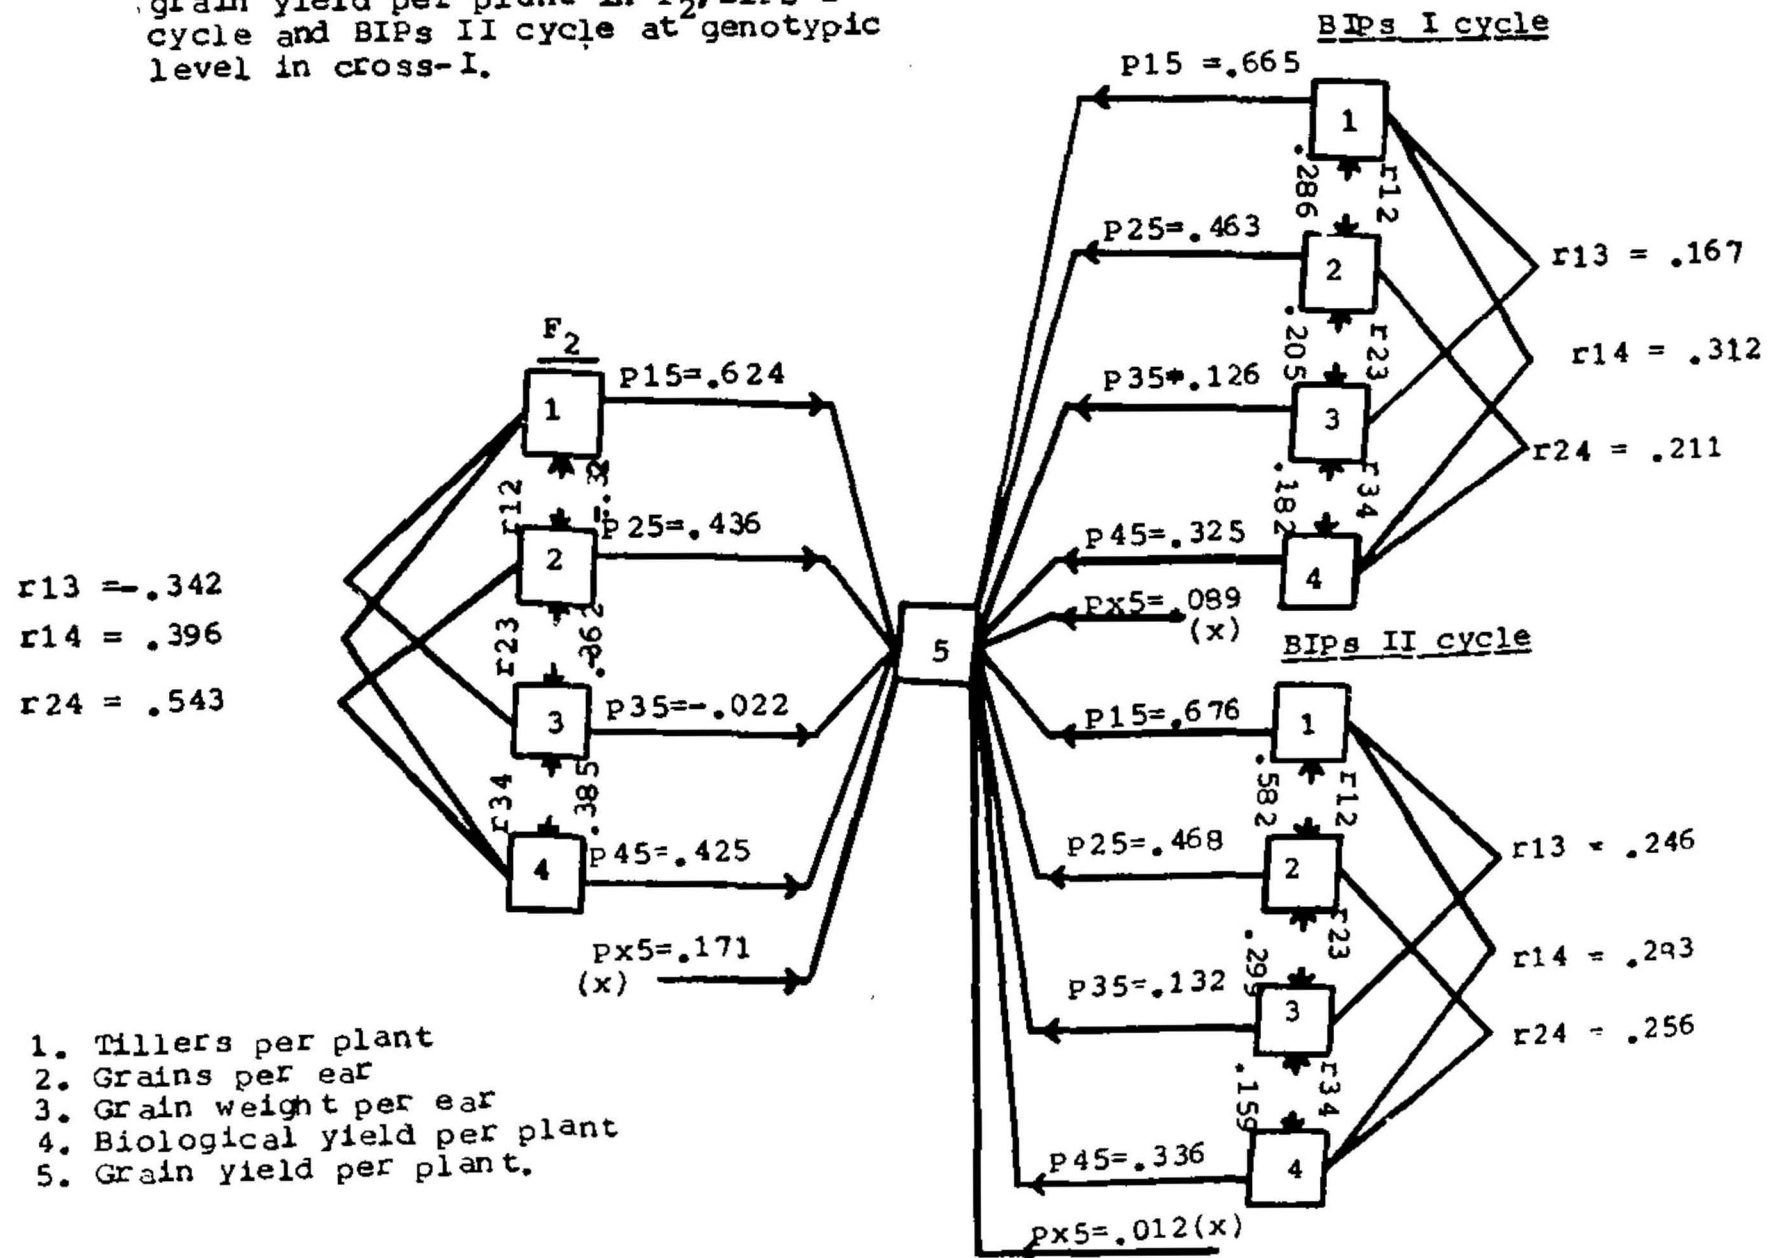 grain yield per plant in F2, BIPs I
cycle and BIPs II cycle at genotypic
level in cross-I.
F2
1
P15=.624
r12
2
P25=.436
r23
3
P35=-.022
r34
.385
4
P45=.425
Px5=.171
(x)
r13 =-.342
r14 = .396
r24 = .543
5
BIPs I cycle
P15 =.665
1
.286
r12
P25=.463
2
.205
r23
P35=.126
3
.182
r34
P45=.325
4
Px5=.089
(x)
r13 = .167
r14 = .312
r24 = .211
BIPs II cycle
P15=.676
1
.582
r12
P25=.468
2
.299
r23
P35=.132
3
.159
r34
P45=.336
4
Px5=.012(x)
r13 = .246
r14 =
r24 = .256
1. Tillers per plant
2. Grains per ear
3. Grain weight per ear
4. Biological yield per plant
5. Grain yield per plant.